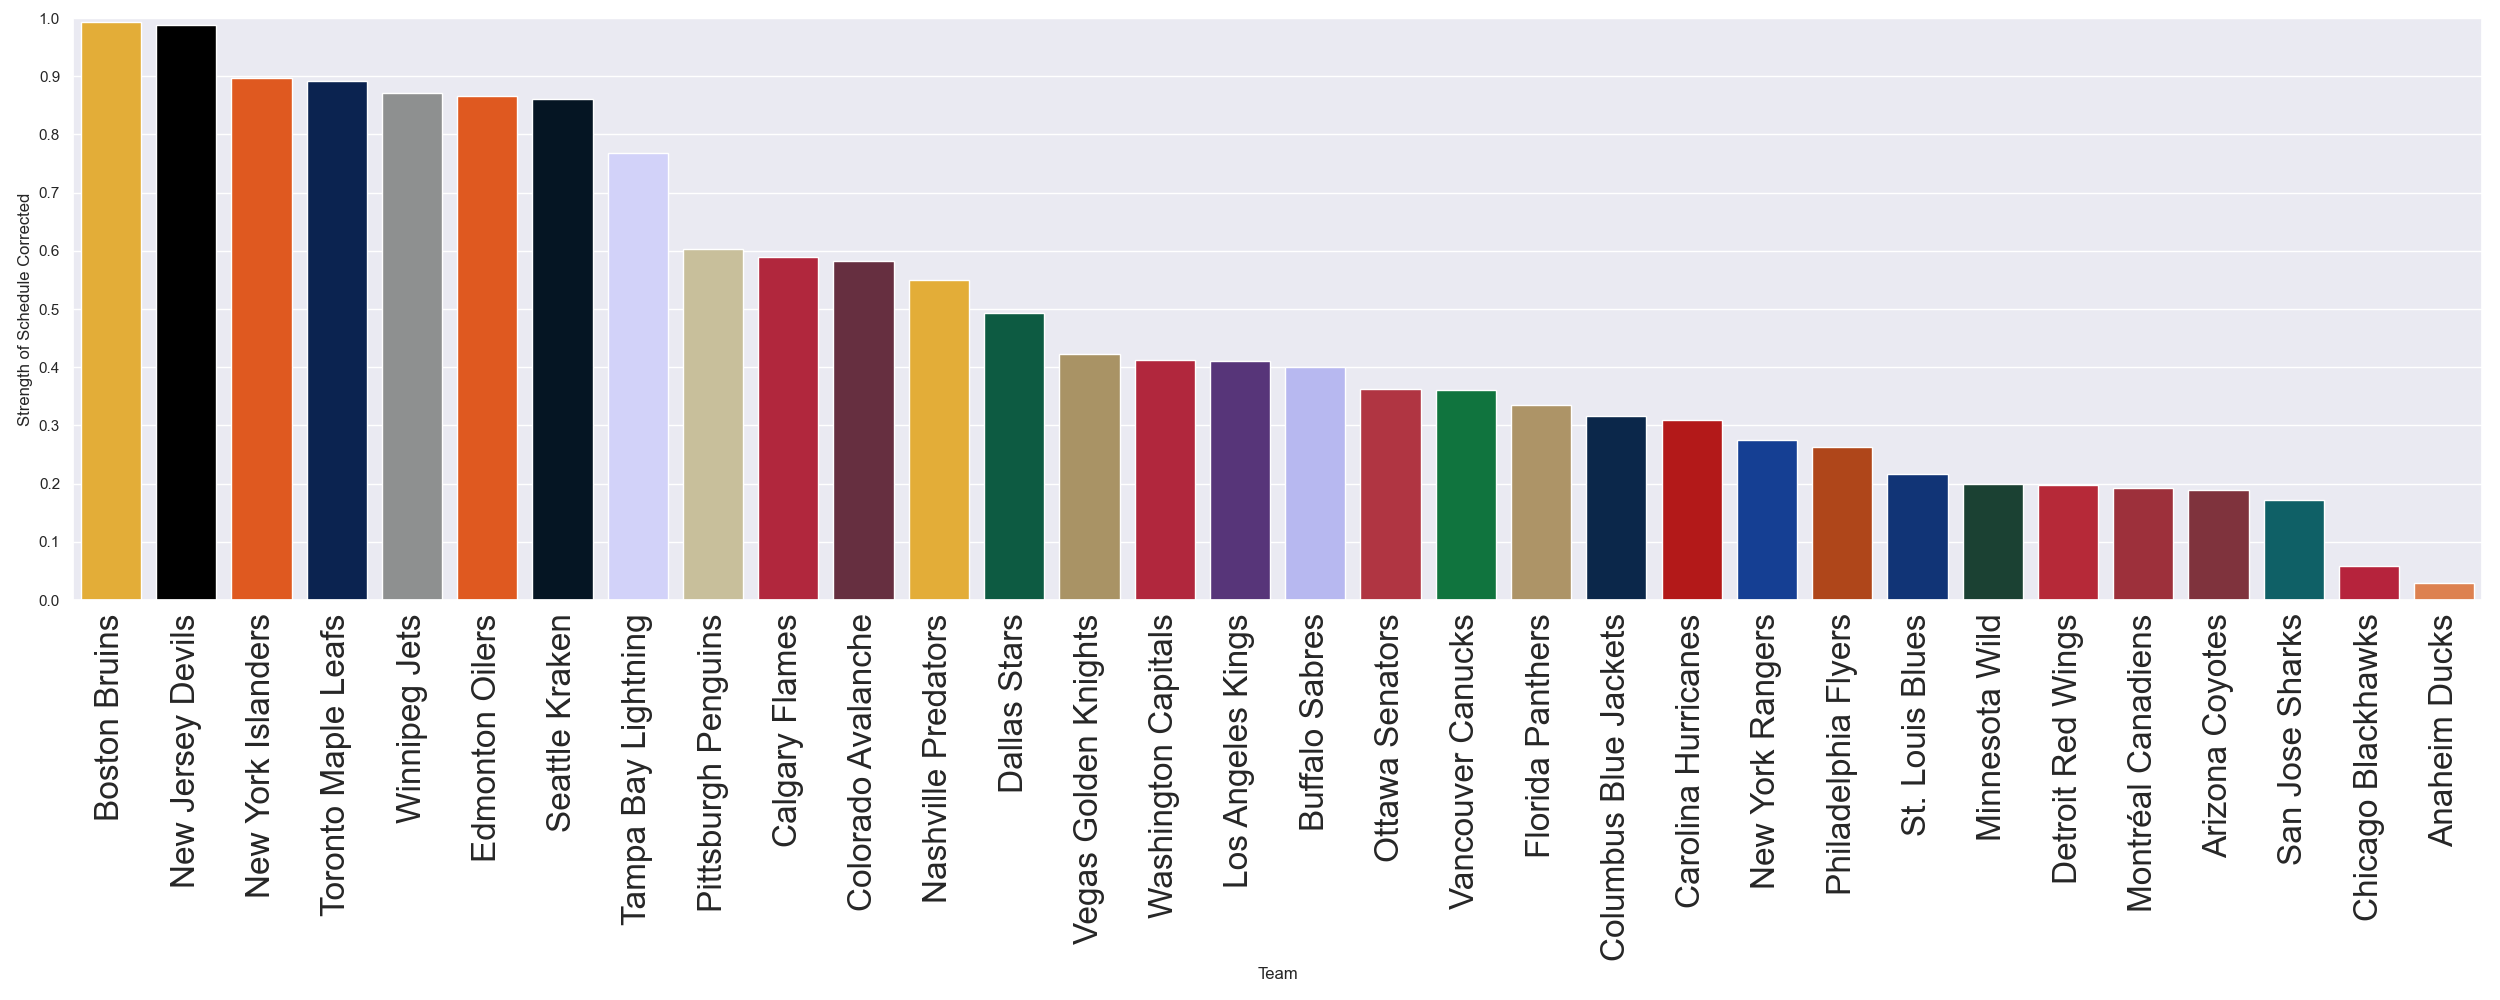 1.0
0.9
0.8
0.7
0.6
0.5
0.4
0.3
0.2
0.1
0.0
Strength of Schedule Corrected
Boston Bruins
New Jersey Devils
New York Islanders
Toronto Maple Leafs
Winnipeg Jets
Edmonton Oilers
Seattle Kraken
Tampa Bay Lightning
Pittsburgh Penguins
Calgary Flames
Colorado Avalanche
Nashville Predators
Dallas Stars
Vegas Golden Knights
Washington Capitals
Los Angeles Kings
Buffalo Sabres
Ottawa Senators
Vancouver Canucks
Florida Panthers
Columbus Blue Jackets
Carolina Hurricanes
New York Rangers
Philadelphia Flyers
St. Louis Blues
Minnesota Wild
Detroit Red Wings
Montréal Canadiens
Arizona Coyotes
San Jose Sharks
Chicago Blackhawks
Anaheim Ducks
Team